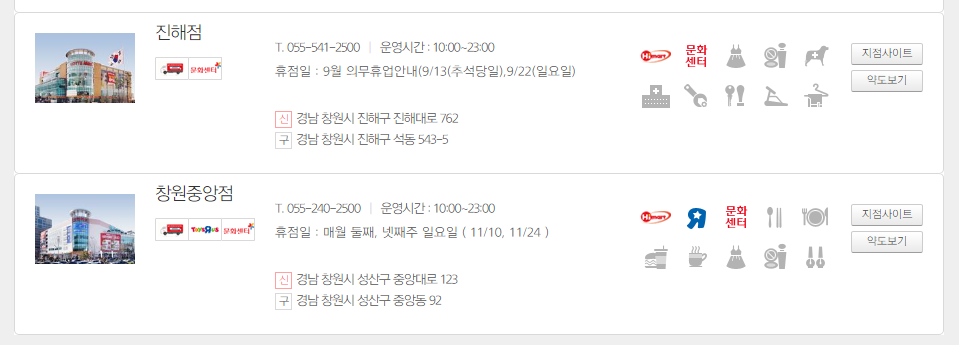 진해점
문화센터
T. 055-541-2500 | 운영시간 : 10:00~23:00
휴점일 : 9월 의무휴업안내(9/13(추석당일),9/22(일요일)
신 경남 창원시 진해구 진해대로 762
구 경남 창원시 진해구 석동 543-5
Himart 문화센터
지점사이트
약도보기
창원중앙점
ToysRus 문화센터
T. 055-240-2500 | 운영시간 : 10:00~23:00
휴점일 : 매월 둘째, 넷째주 일요일 ( 11/10, 11/24 )
신 경남 창원시 성산구 중앙대로 123
구 경남 창원시 성산구 중앙동 92
Himart R 문화센터
지점사이트
약도보기